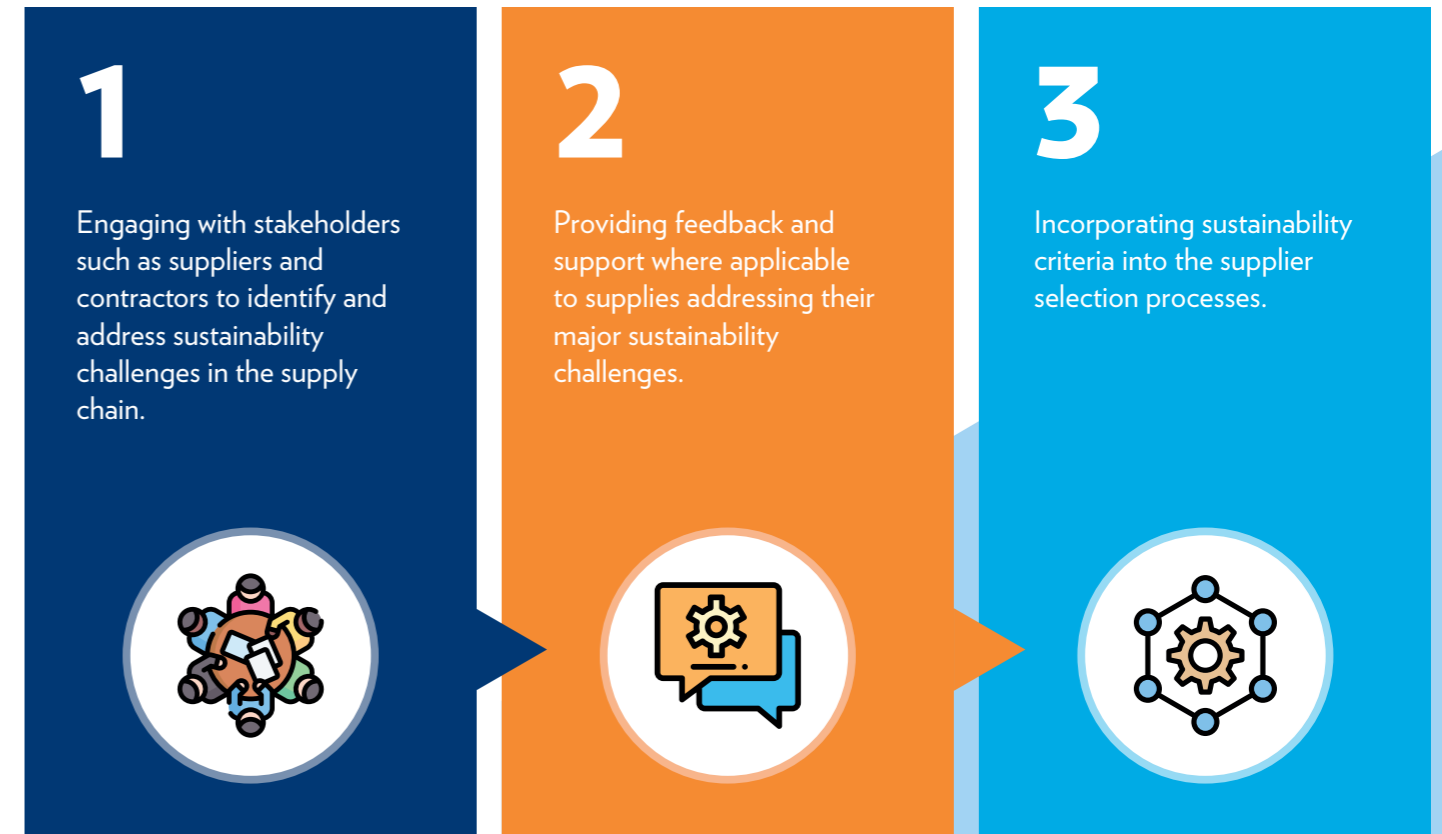 1
Engaging with stakeholders
such as suppliers and
contractors to identify and
address sustainability
challenges in the supply
chain.
2
Providing feedback and
support where applicable
to supplies addressing their
major sustainability
challenges.
3
Incorporating sustainability
criteria into the supplier
selection processes.